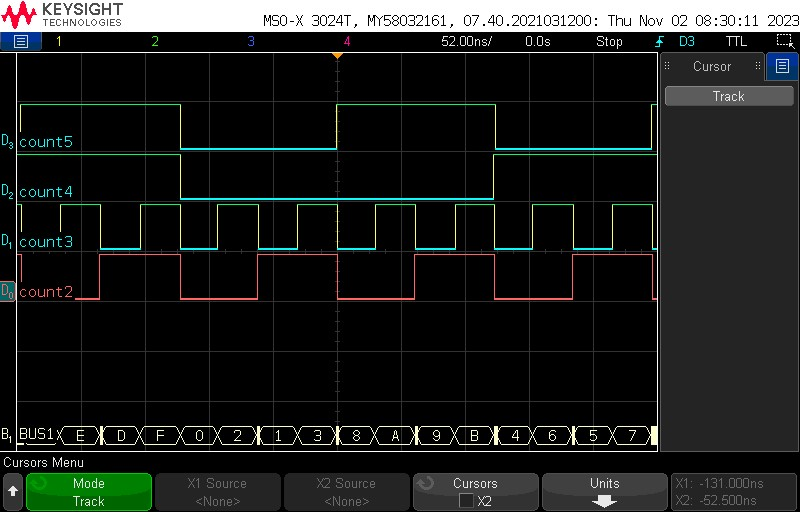 KEYSIGHT
TECHNOLOGIES
MSO-X 3024T, MY58032161, 07.40.2021031200: Thu Nov 02 08:30:11 2023
1 2 3 4 52.00ns/ 0.0s Stop D3 TTL
Cursor
Track
D3 count5
D2 count4
D1 count3
D0 count2
B1 BUS1 E D F 0 2 1 3 8 A 9 B 4 6 5 7
Cursors Menu
Mode
Track
X1 Source
<None>
X2 Source
<None>
Cursors
X2
Units
X1: -131.000ns
X2: -52.500ns